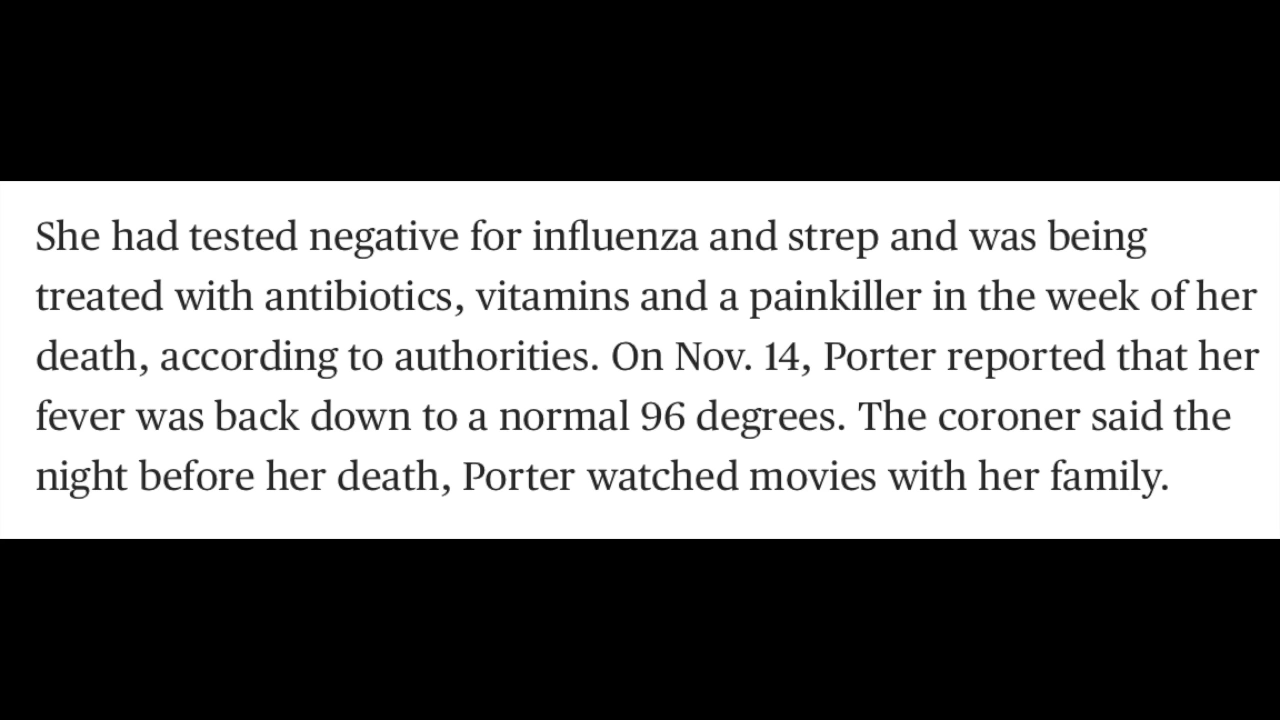 She had tested negative for influenza and strep and was being
treated with antibiotics, vitamins and a painkiller in the week of her
death, according to authorities. On Nov. 14, Porter reported that her
fever was back down to a normal 96 degrees. The coroner said the
night before her death, Porter watched movies with her family.